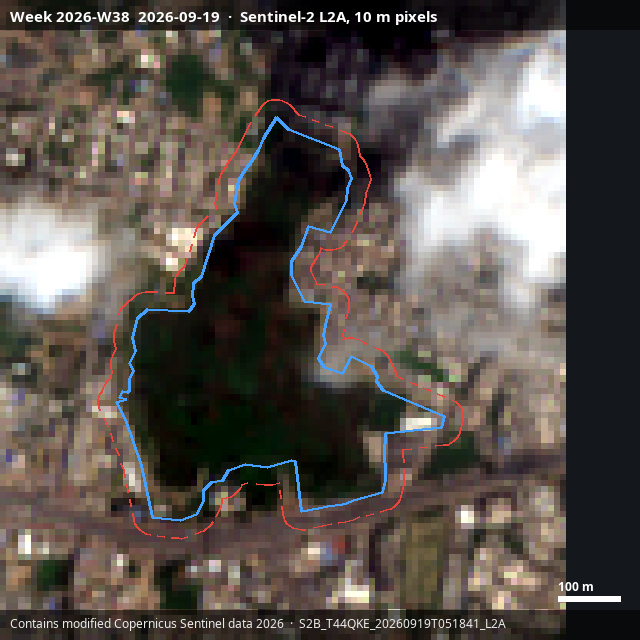 Week 2026-W38  2026-09-19  ·  Sentinel-2 L2A, 10 m pixels
100 m
Contains modified Copernicus Sentinel data 2026  ·  S2B_T44QKE_20260919T051841_L2A